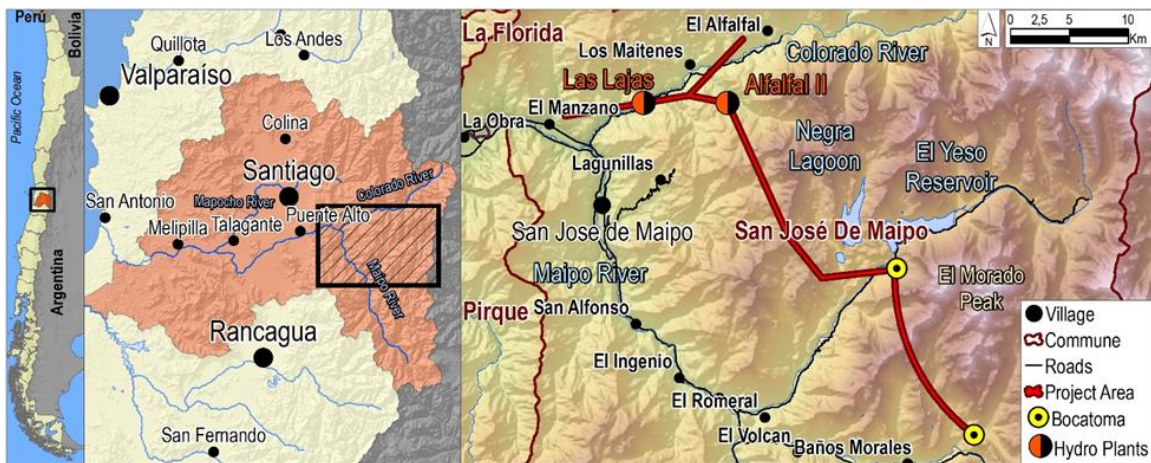 Perú
Bolivia
Pacific Ocean
Argentina
Quillota
Los Andes
Valparaíso
Colina
Santiago
Mapocho River
Colorado River
San Antonio
Melipilla
Talagante
Puente Alto
Maipo River
Rancagua
San Fernando
La Florida
El Alfalfal
Los Maitenes
Colorado River
N
0 2,5 5 10
Km
Las Lajas
Alfalfal II
El Manzano
La Obra
Negra
Lagoon
El Yeso
Reservoir
Lagunillas
San José de Maipo
San José De Maipo
Maipo River
El Morado
Peak
Pirque
San Alfonso
El Ingenio
El Romeral
El Volcan
Baños Morales
Village
Commune
Roads
Project Area
Bocatoma
Hydro Plants